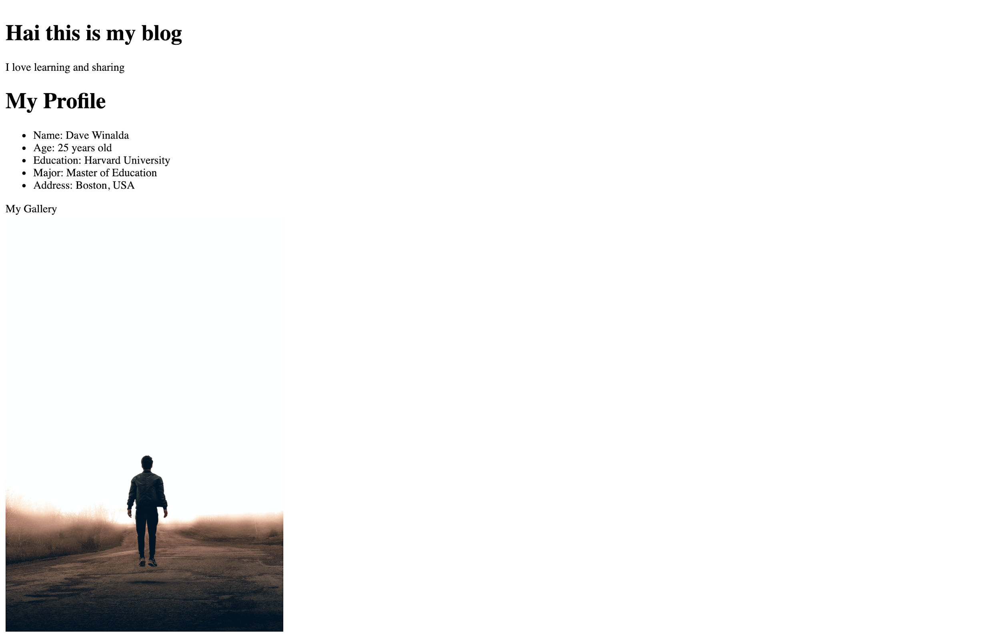 Hai this is my blog
I love learning and sharing
My Profile
Name: Dave Winalda
Age: 25 years old
Education: Harvard University
Major: Master of Education
Address: Boston, USA
My Gallery